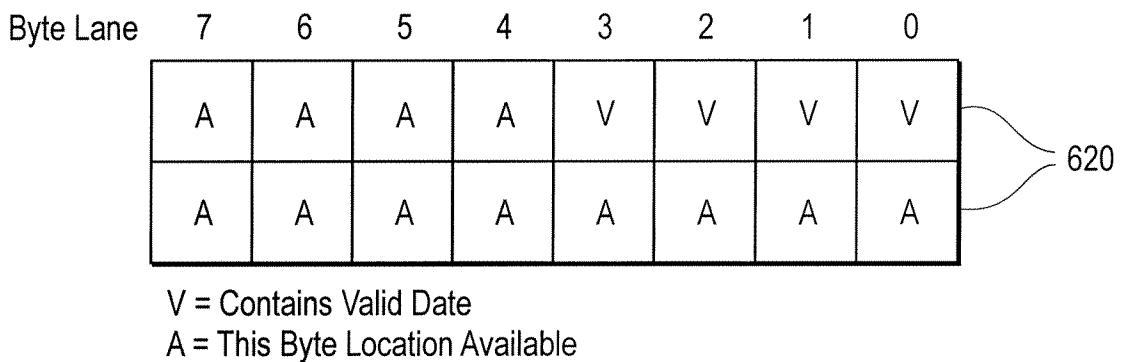 Byte Lane 7 6 5 4 3 2 1 0
A A A A V V V V
620
A A A A A A A A
V = Contains Valid Date
A = This Byte Location Available